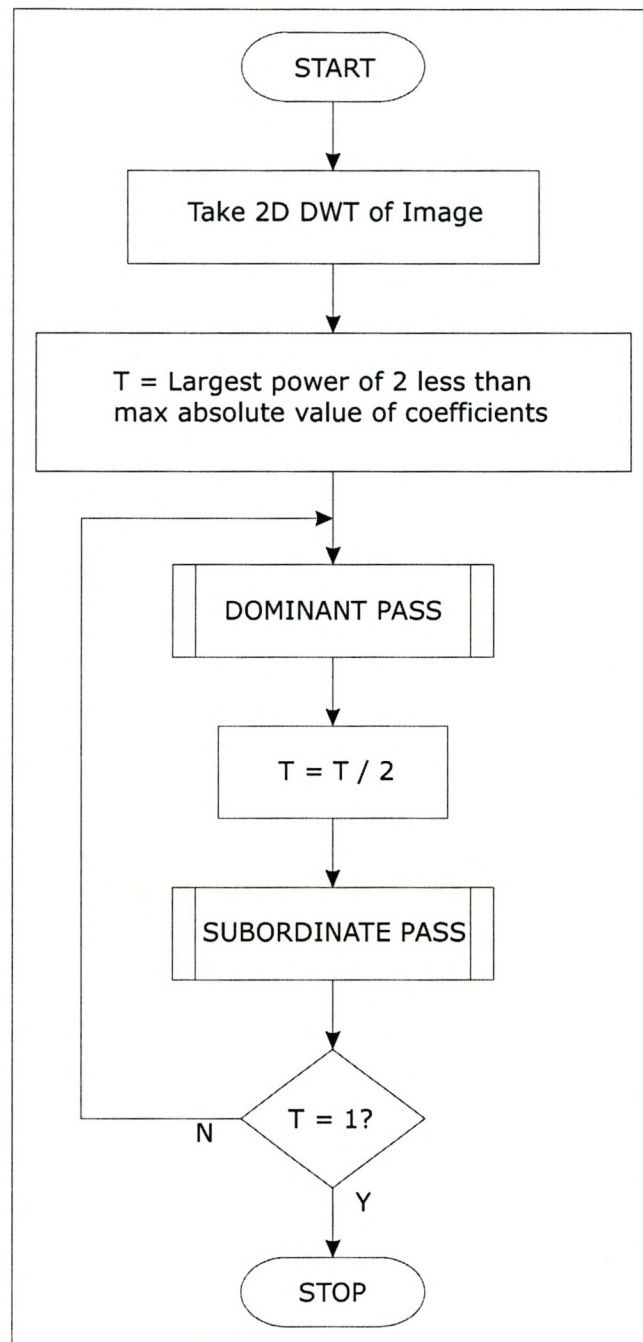 START
Take 2D DWT of Image
T = Largest power of 2 less than
max absolute value of coefficients
DOMINANT PASS
T = T / 2
SUBORDINATE PASS
T = 1?
N
Y
STOP